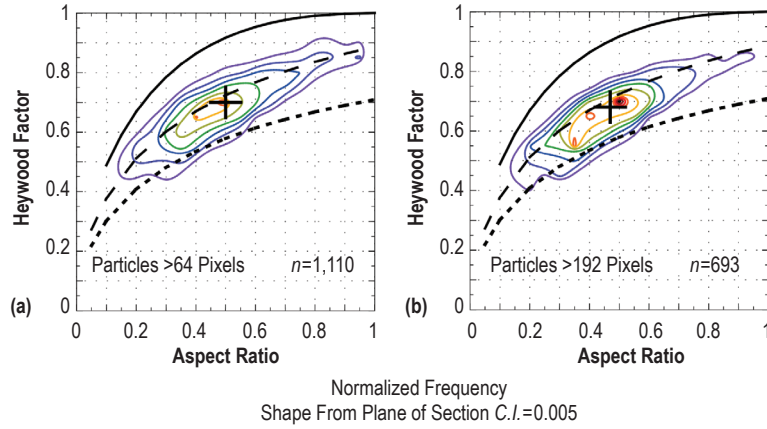 1
0.8
0.6
0.4
0.2
0
Heywood Factor
Particles >64 Pixels
n=1,110
0
0.2
0.4
0.6
0.8
1
Aspect Ratio
(a)
1
0.8
0.6
0.4
0.2
0
Heywood Factor
Particles >192 Pixels
n=693
0
0.2
0.4
0.6
0.8
1
Aspect Ratio
(b)
Normalized Frequency
Shape From Plane of Section C.I.=0.005